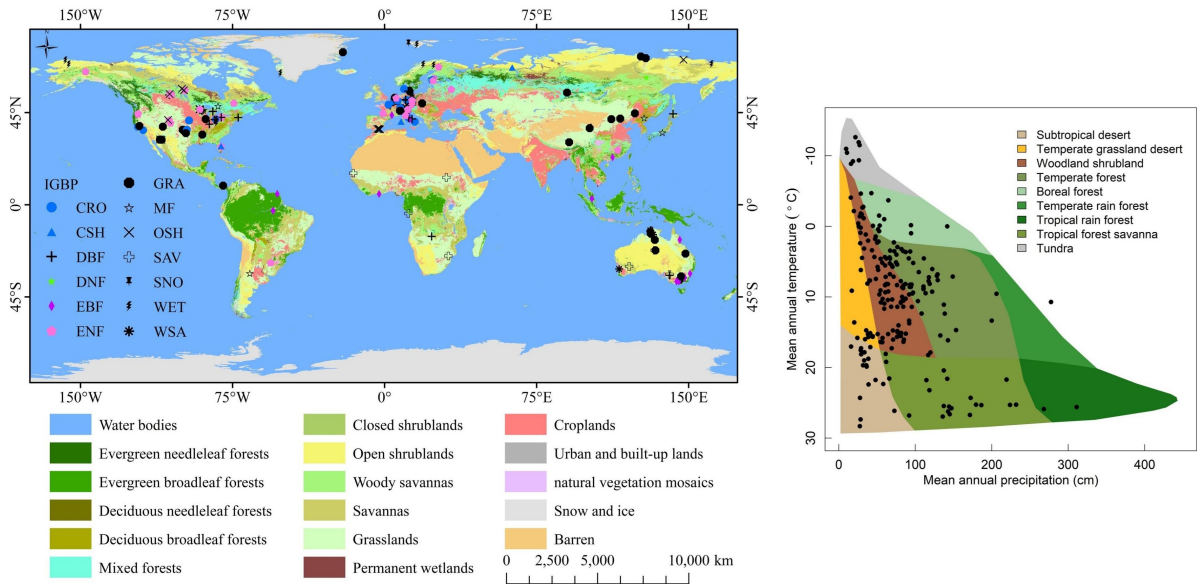 150°W 75°W 0° 75°E 150°E
N
45°N 45°N
0° 0°
45°S 45°S
IGBP
CRO
CSH
DBF
DNF
EBF
ENF
GRA
MF
OSH
SAV
SNO
WET
WSA
150°W 75°W 0° 75°E 150°E
Water bodies
Evergreen needleleaf forests
Evergreen broadleaf forests
Deciduous needleleaf forests
Deciduous broadleaf forests
Mixed forests
Closed shrublands
Open shrublands
Woody savannas
Savannas
Grasslands
Permanent wetlands
Croplands
Urban and built-up lands
natural vegetation mosaics
Snow and ice
Barren
0 2,500 5,000 10,000 km
Subtropical desert
Temperate grassland desert
Woodland shrubland
Temperate forest
Boreal forest
Temperate rain forest
Tropical rain forest
Tropical forest savanna
Tundra
Mean annual temperature (°C)
-10
0
10
20
30
0 100 200 300 400
Mean annual precipitation (cm)